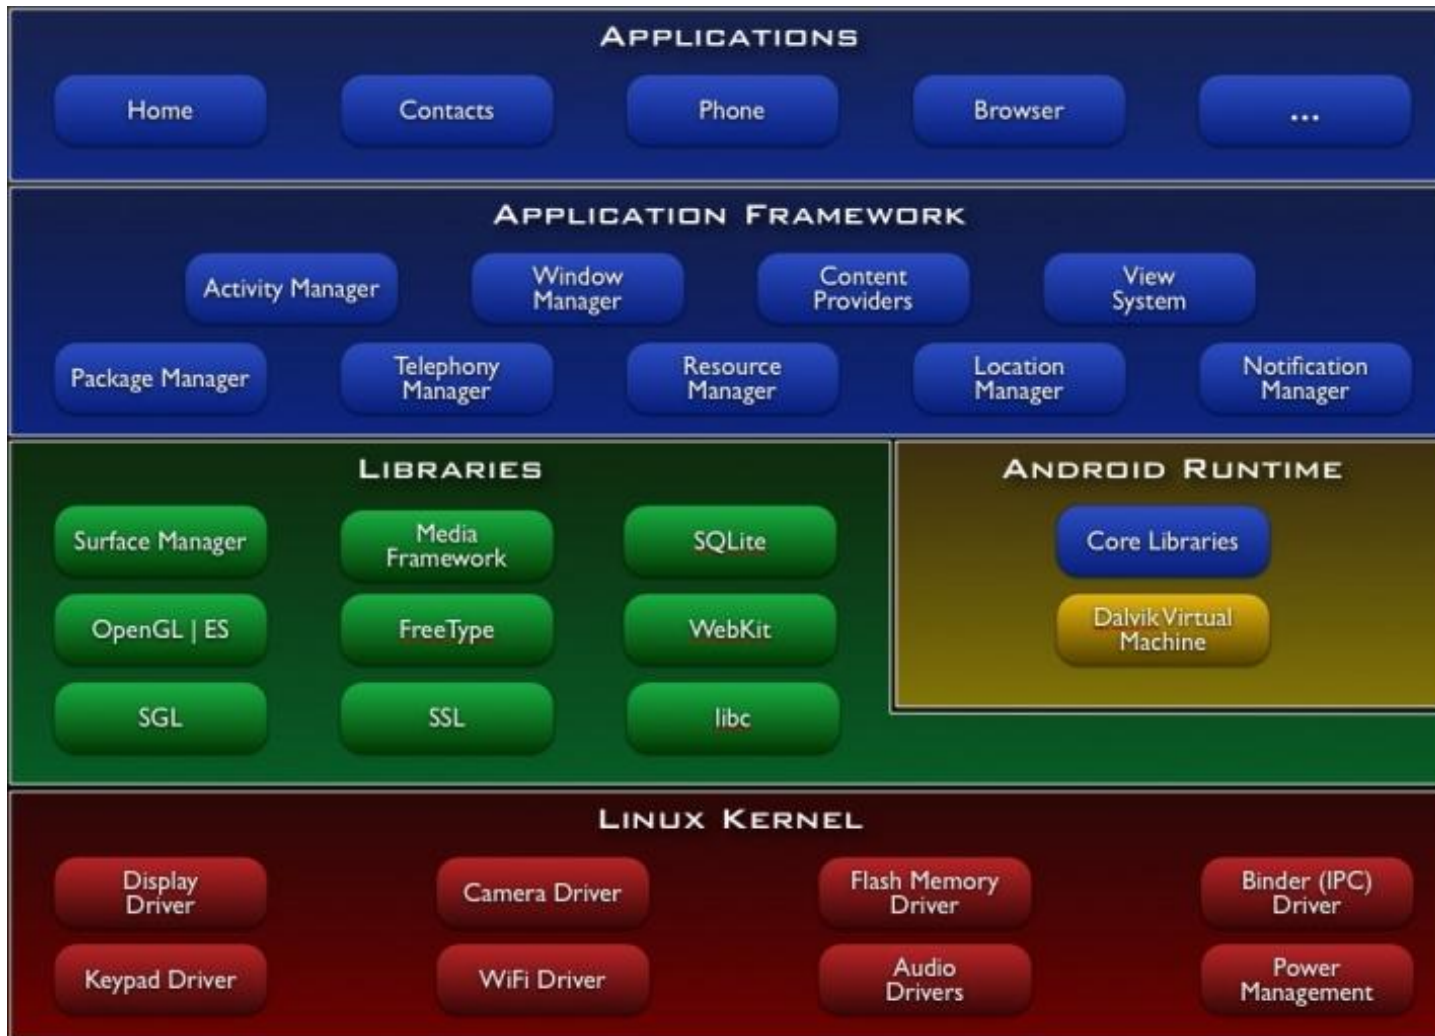 APPLICATIONS
Home
Contacts
Phone
Browser
...
APPLICATION FRAMEWORK
Activity Manager
Window
Manager
Content
Providers
View
System
Package Manager
Telephony
Manager
Resource
Manager
Location
Manager
Notification
Manager
LIBRARIES
Surface Manager
Media
Framework
SQLite
OpenGL | ES
FreeType
WebKit
SGL
SSL
libc
ANDROID RUNTIME
Core Libraries
Dalvik Virtual
Machine
LINUX KERNEL
Display
Driver
Camera Driver
Flash Memory
Driver
Binder (IPC)
Driver
Keypad Driver
WiFi Driver
Audio
Drivers
Power
Management